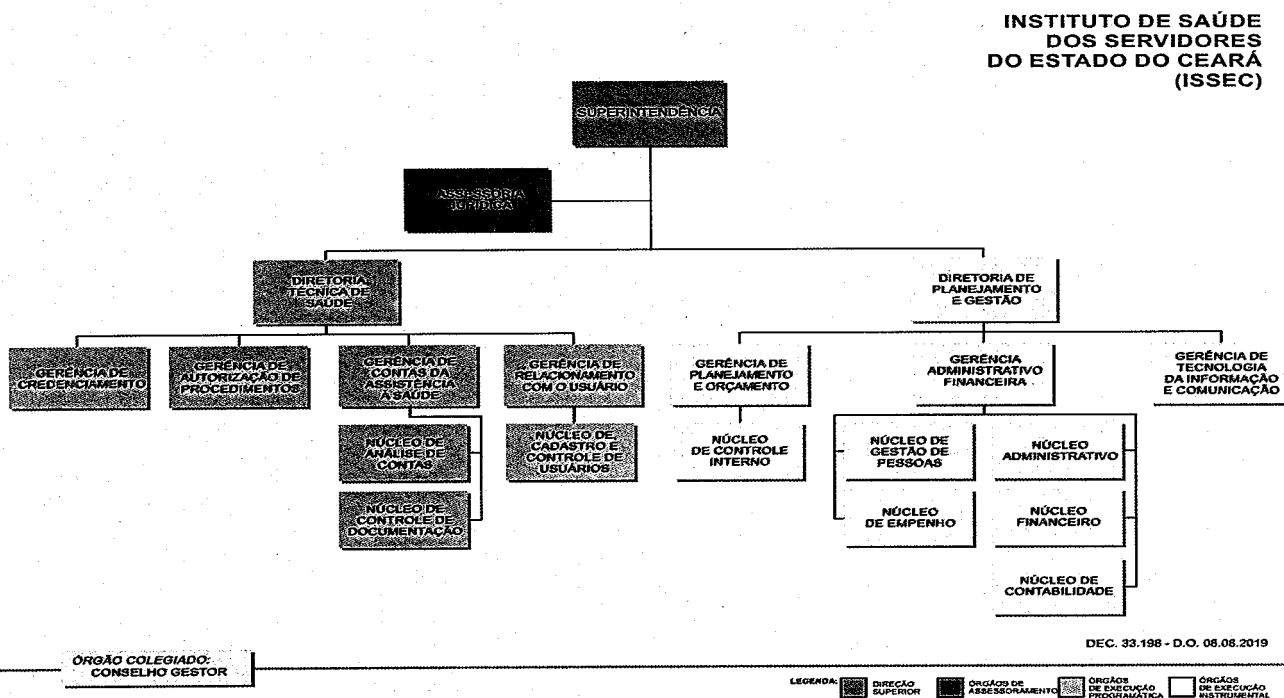 INSTITUTO DE SAÚDE
DOS SERVIDORES
DO ESTADO DO CEARÁ
(ISSEC)
SUPERINTENDÊNCIA
ASSESSORIA
JURÍDICA
DIRETORIA
TÉCNICA DE
SAÚDE
DIRETORIA DE
PLANEJAMENTO
E GESTÃO
GERÊNCIA DE
CREDENCIAMENTO
GERÊNCIA DE
AUTORIZAÇÃO DE
PROCEDIMENTOS
GERÊNCIA DE
CONTAS DA
ASSISTÊNCIA
À SAÚDE
GERÊNCIA DE
RELACIONAMENTO
COM O USUÁRIO
GERÊNCIA DE
PLANEJAMENTO
E ORÇAMENTO
GERÊNCIA
ADMINISTRATIVO
FINANCEIRA
GERÊNCIA DE
TECNOLOGIA
DA INFORMAÇÃO
E COMUNICAÇÃO
NÚCLEO DE
ANÁLISE DE
CONTAS
NÚCLEO DE
CADASTRO E
CONTROLE DE
USUÁRIOS
NÚCLEO
DE CONTROLE
INTERNO
NÚCLEO DE
GESTÃO DE
PESSOAS
NÚCLEO
ADMINISTRATIVO
NÚCLEO DE
CONTROLE DE
DOCUMENTAÇÃO
NÚCLEO
DE EMPENHO
NÚCLEO
FINANCEIRO
NÚCLEO DE
CONTABILIDADE
DEC. 33.198 - D.O. 08.08.2019
ÓRGÃO COLEGIADO:
CONSELHO GESTOR
LEGENDA:
DIREÇÃO
SUPERIOR
ÓRGÃOS DE
ASSESSORAMENTO
ÓRGÃOS
DE EXECUÇÃO
PROGRAMÁTICA
ÓRGÃOS
DE EXECUÇÃO
INSTRUMENTAL